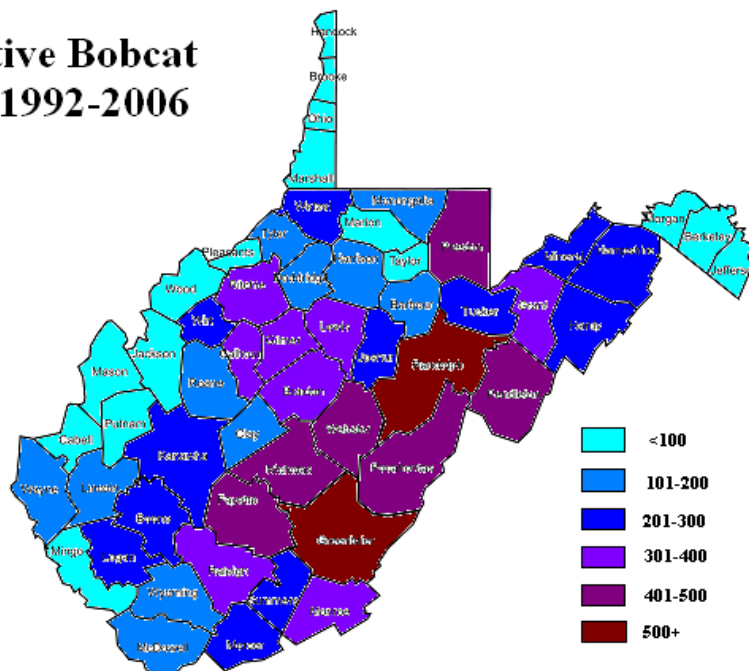 tive Bobcat
1992-2006
Hancock
Brooke
Ohio
Marshall
Wetzel
Monongalia
Marion
Tyler
Pleasants
Taylor
Preston
Harrison
Doddridge
Wood
Ritchie
Barbour
Tucker
Mineral
Hampshire
Morgan
Berkeley
Jefferso
Grant
Hardy
Wirt
Lewis
Gilmer
Calhoun
Upshur
Randolph
Jackson
Mason
Roane
Braxton
Pendleton
Putnam
Cabell
Clay
Webster
Kanawha
Nicholas
Pocahontas
Wayne
Lincoln
Boone
Fayette
Greenbrier
Mingo
Logan
Raleigh
Wyoming
Summers
Monroe
McDowell
Mercer
<100
101-200
201-300
301-400
401-500
500+